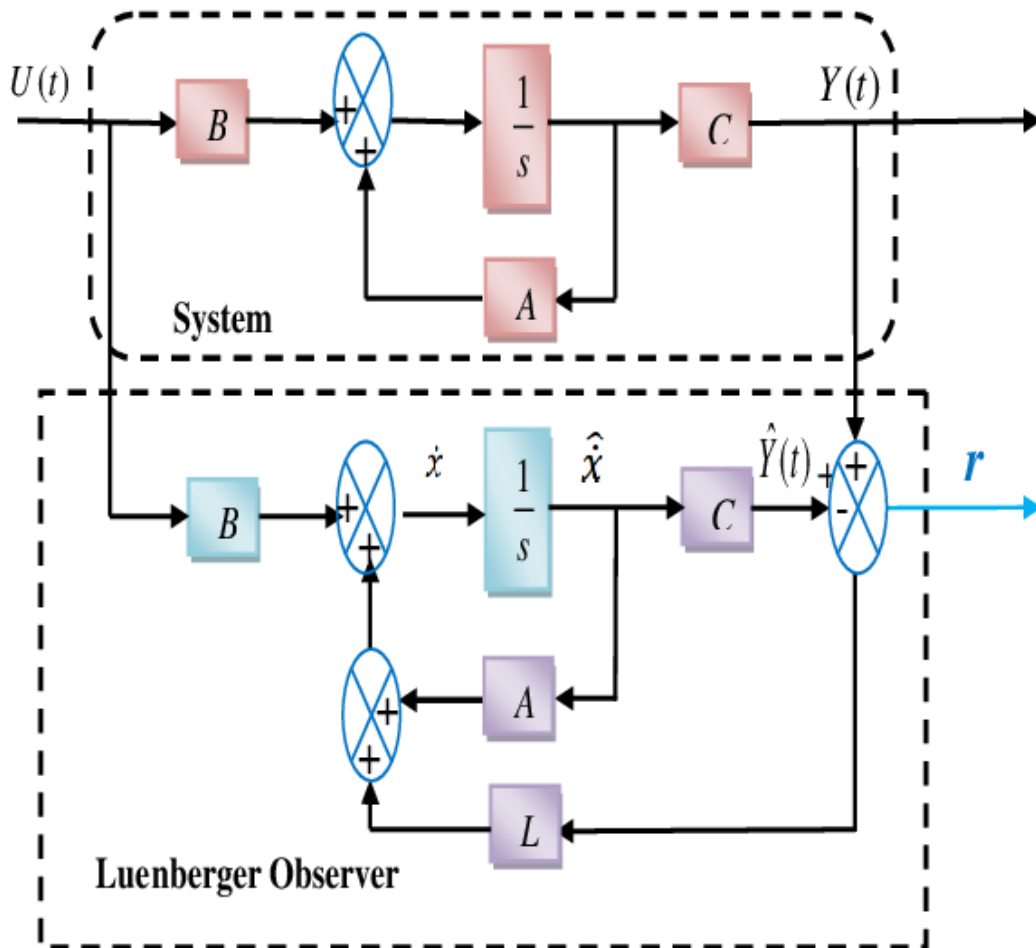 U(t)
B
+
+
1
s
C
Y(t)
A
System
B
+
+
ẋ
1
s
x̂̇
C
Ŷ(t)
+
+
-
r
A
+
+
L
Luenberger Observer